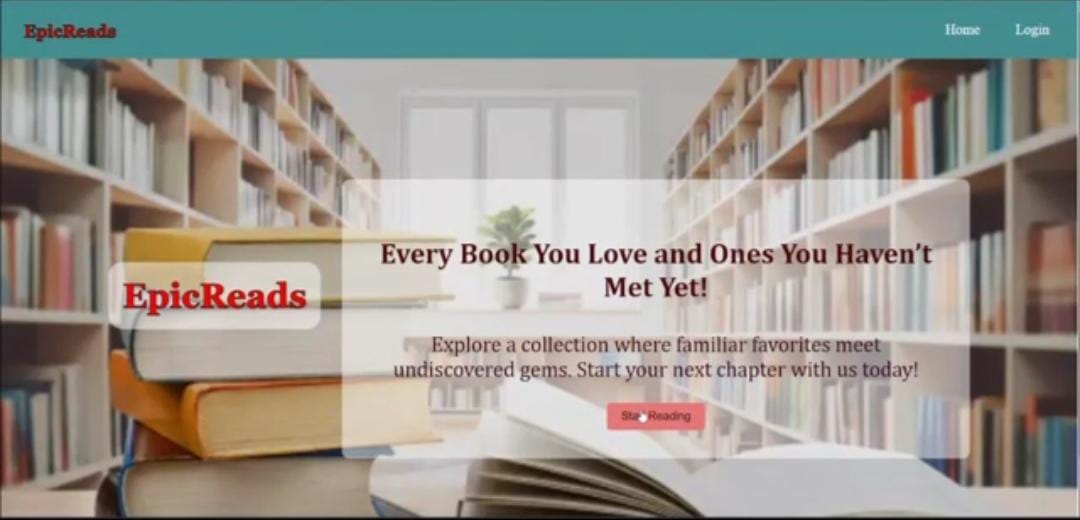 EpicReads
Home
Login
EpicReads
Every Book You Love and Ones You Haven't
Met Yet!
Explore a collection where familiar favorites meet
undiscovered gems. Start your next chapter with us today!
Start Reading